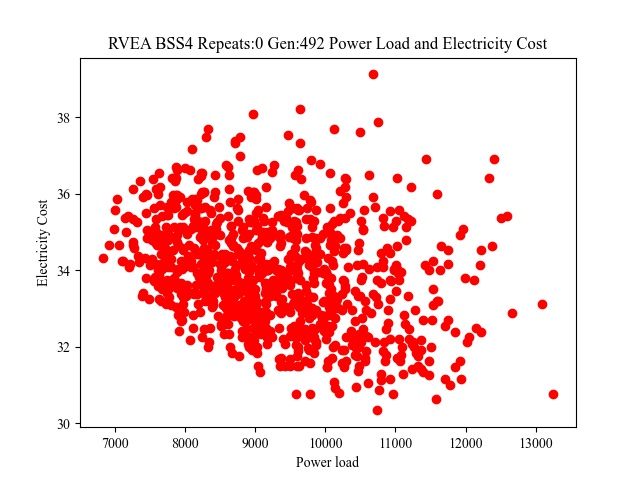 RVEA BSS4 Repeats:0 Gen:492 Power Load and Electricity Cost
Electricity Cost
38
36
34
32
30
7000 8000 9000 10000 11000 12000 13000
Power load